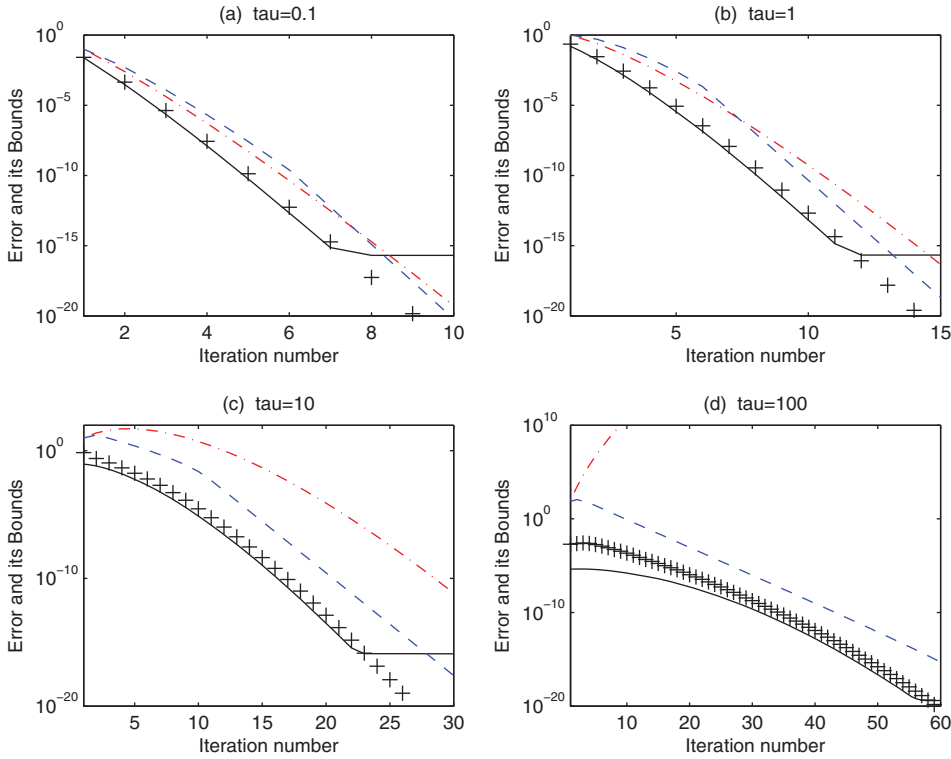 (a) tau=0.1
Error and its Bounds
10^0
10^-5
10^-10
10^-15
10^-20
2 4 6 8 10
Iteration number
(b) tau=1
Error and its Bounds
10^0
10^-5
10^-10
10^-15
10^-20
5 10 15
Iteration number
(c) tau=10
Error and its Bounds
10^0
10^-10
10^-20
5 10 15 20 25 30
Iteration number
(d) tau=100
Error and its Bounds
10^10
10^0
10^-10
10^-20
10 20 30 40 50 60
Iteration number